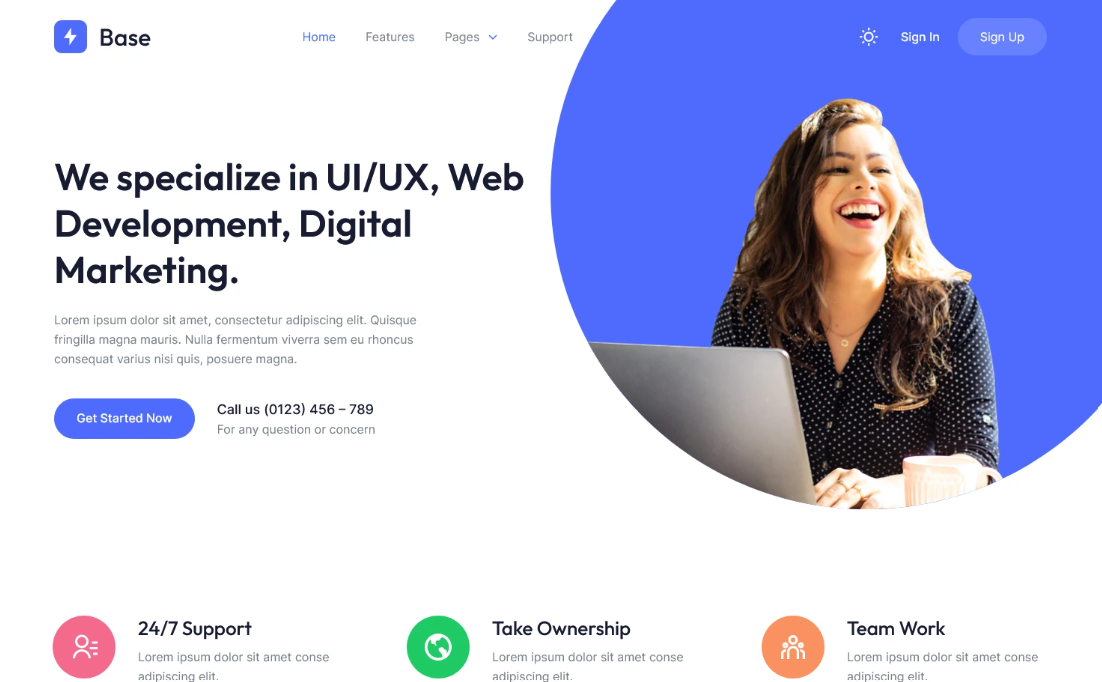 Base
Home Features Pages Support Sign In Sign Up
We specialize in UI/UX, Web
Development, Digital
Marketing.
Lorem ipsum dolor sit amet, consectetur adipiscing elit. Quisque
fringilla magna mauris. Nulla fermentum viverra sem eu rhoncus
consequat varius nisi quis, posuere magna.
Get Started Now
Call us (0123) 456 – 789
For any question or concern
24/7 Support
Lorem ipsum dolor sit amet conse
adipiscing elit.
Take Ownership
Lorem ipsum dolor sit amet conse
adipiscing elit.
Team Work
Lorem ipsum dolor sit amet conse
adipiscing elit.